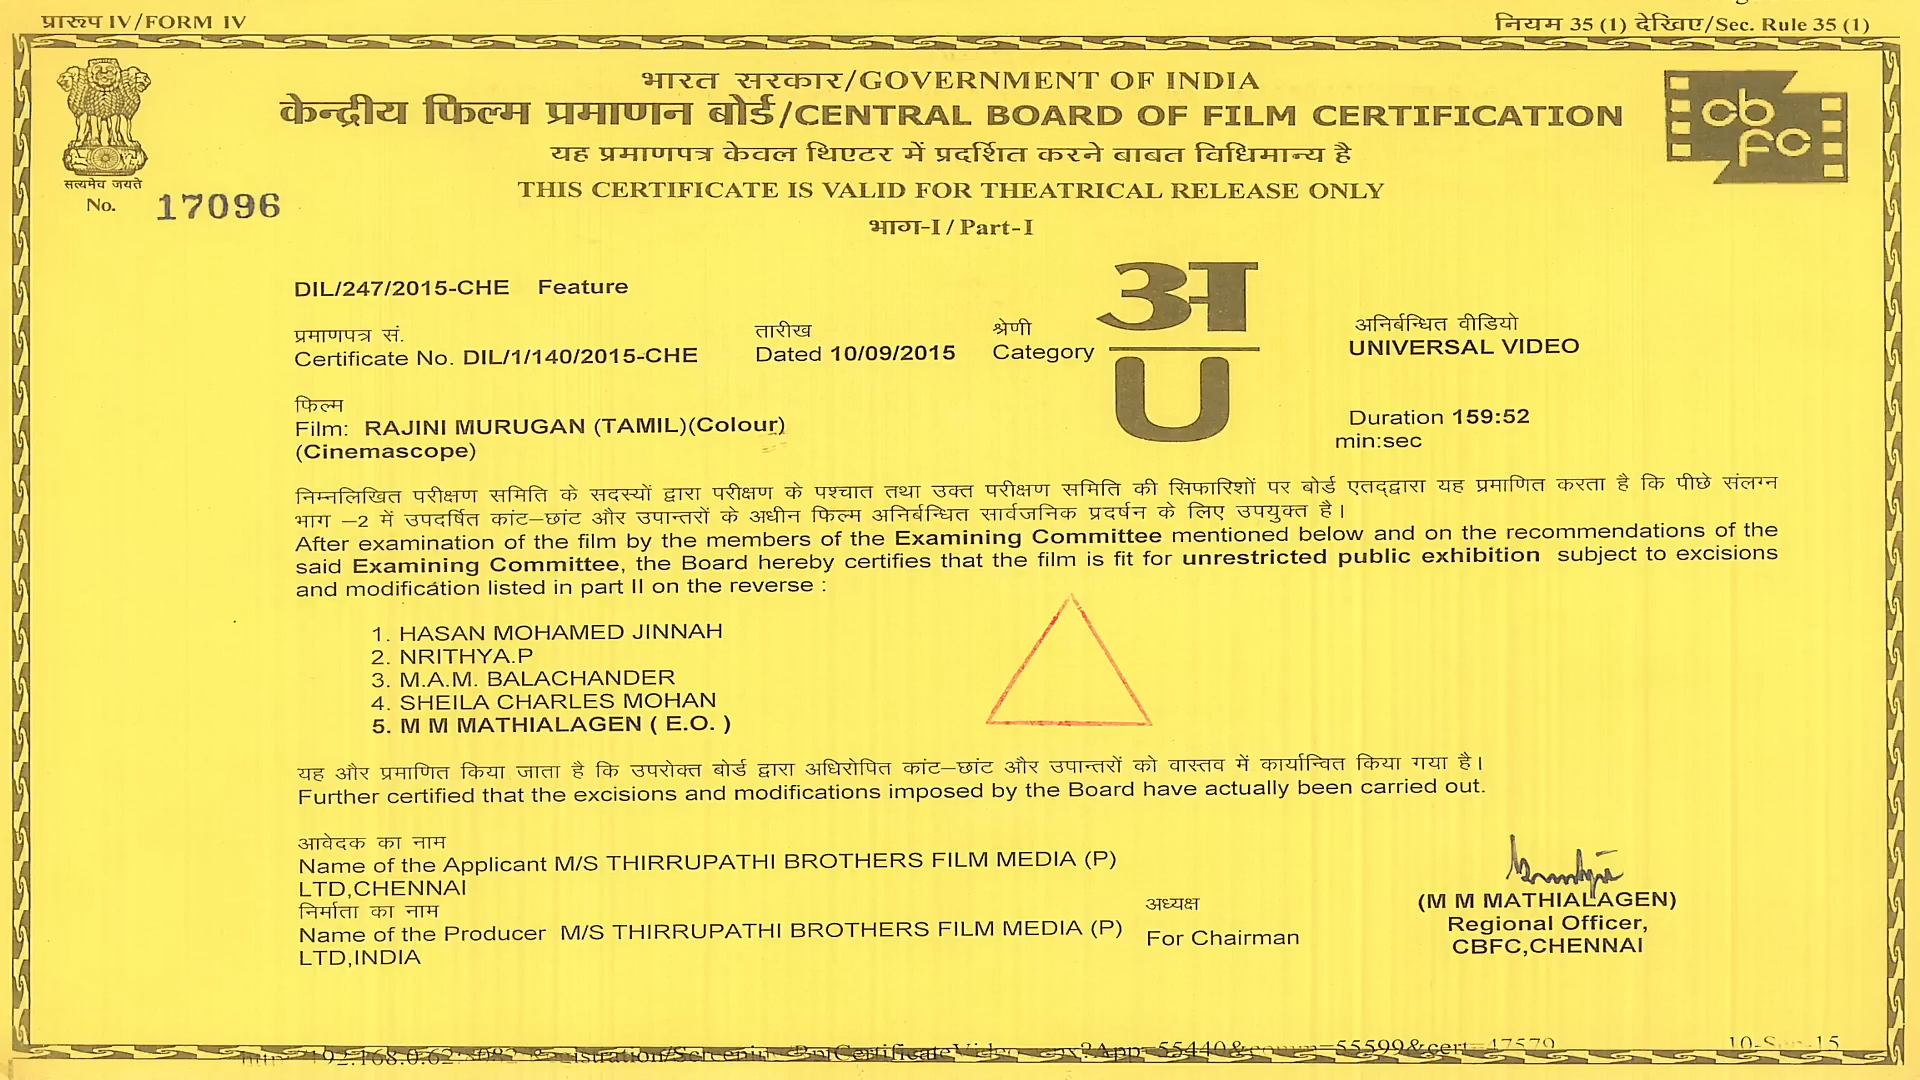 प्रारूप IV/FORM IV
नियम 35 (1) देखिए/Sec. Rule 35 (1)
भारत सरकार/GOVERNMENT OF INDIA
केन्द्रीय फिल्म प्रमाणन बोर्ड/CENTRAL BOARD OF FILM CERTIFICATION
cb
fc
यह प्रमाणपत्र केवल थिएटर में प्रदर्शित करने बाबत विधिमान्य है
सत्यमेव जयते
THIS CERTIFICATE IS VALID FOR THEATRICAL RELEASE ONLY
No. 17096
भाग-I / Part-I
DIL/247/2015-CHE Feature
अ
U
प्रमाणपत्र सं.
Certificate No. DIL/1/140/2015-CHE
तारीख
Dated 10/09/2015
श्रेणी
Category
अनिर्बन्धित वीडियो
UNIVERSAL VIDEO
फिल्म
Film: RAJINI MURUGAN (TAMIL)(Colour)
(Cinemascope)
Duration 159:52
min:sec
निम्नलिखित परीक्षण समिति के सदस्यों द्वारा परीक्षण के पश्चात तथा उक्त परीक्षण समिति की सिफारिशों पर बोर्ड एतद्द्वारा यह प्रमाणित करता है कि पीछे संलग्न
भाग –2 में उपदर्षित कांट–छांट और उपान्तरों के अधीन फिल्म अनिर्बन्धित सार्वजनिक प्रदर्षन के लिए उपयुक्त है।
After examination of the film by the members of the Examining Committee mentioned below and on the recommendations of the
said Examining Committee, the Board hereby certifies that the film is fit for unrestricted public exhibition subject to excisions
and modification listed in part II on the reverse :
1. HASAN MOHAMED JINNAH
2. NRITHYA.P
3. M.A.M. BALACHANDER
4. SHEILA CHARLES MOHAN
5. M M MATHIALAGEN ( E.O. )
यह और प्रमाणित किया जाता है कि उपरोक्त बोर्ड द्वारा अधिरोपित कांट–छांट और उपान्तरों को वास्तव में कार्यान्वित किया गया है।
Further certified that the excisions and modifications imposed by the Board have actually been carried out.
आवेदक का नाम
Name of the Applicant M/S THIRRUPATHI BROTHERS FILM MEDIA (P)
LTD,CHENNAI
निर्माता का नाम
Name of the Producer M/S THIRRUPATHI BROTHERS FILM MEDIA (P)
LTD,INDIA
अध्यक्ष
For Chairman
(M M MATHIALAGEN)
Regional Officer,
CBFC,CHENNAI